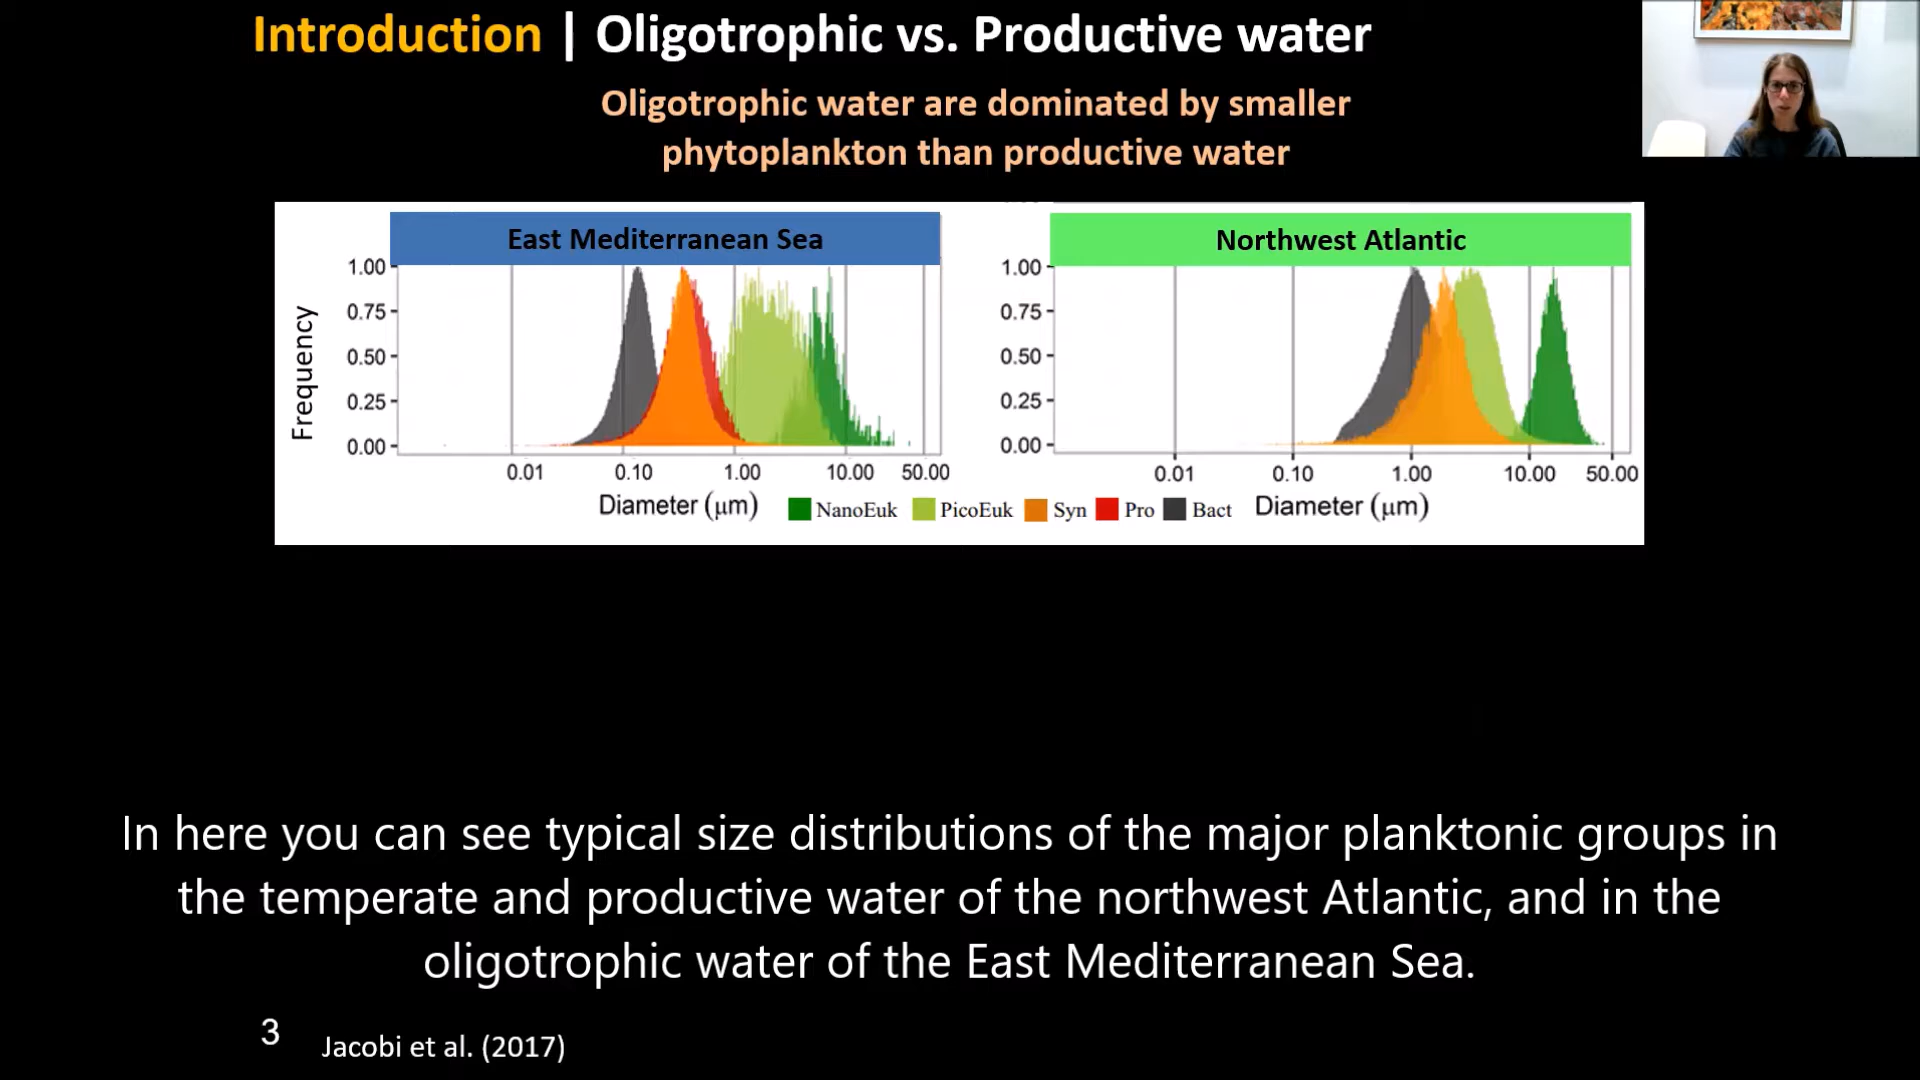 Introduction | Oligotrophic vs. Productive water
Oligotrophic water are dominated by smaller
phytoplankton than productive water
East Mediterranean Sea
Northwest Atlantic
Frequency
1.00
0.75
0.50
0.25
0.00
0.01 0.10 1.00 10.00 50.00
Diameter (μm)
1.00
0.75
0.50
0.25
0.00
0.01 0.10 1.00 10.00 50.00
Diameter (μm)
NanoEuk PicoEuk Syn Pro Bact
In here you can see typical size distributions of the major planktonic groups in
the temperate and productive water of the northwest Atlantic, and in the
oligotrophic water of the East Mediterranean Sea.
3 Jacobi et al. (2017)